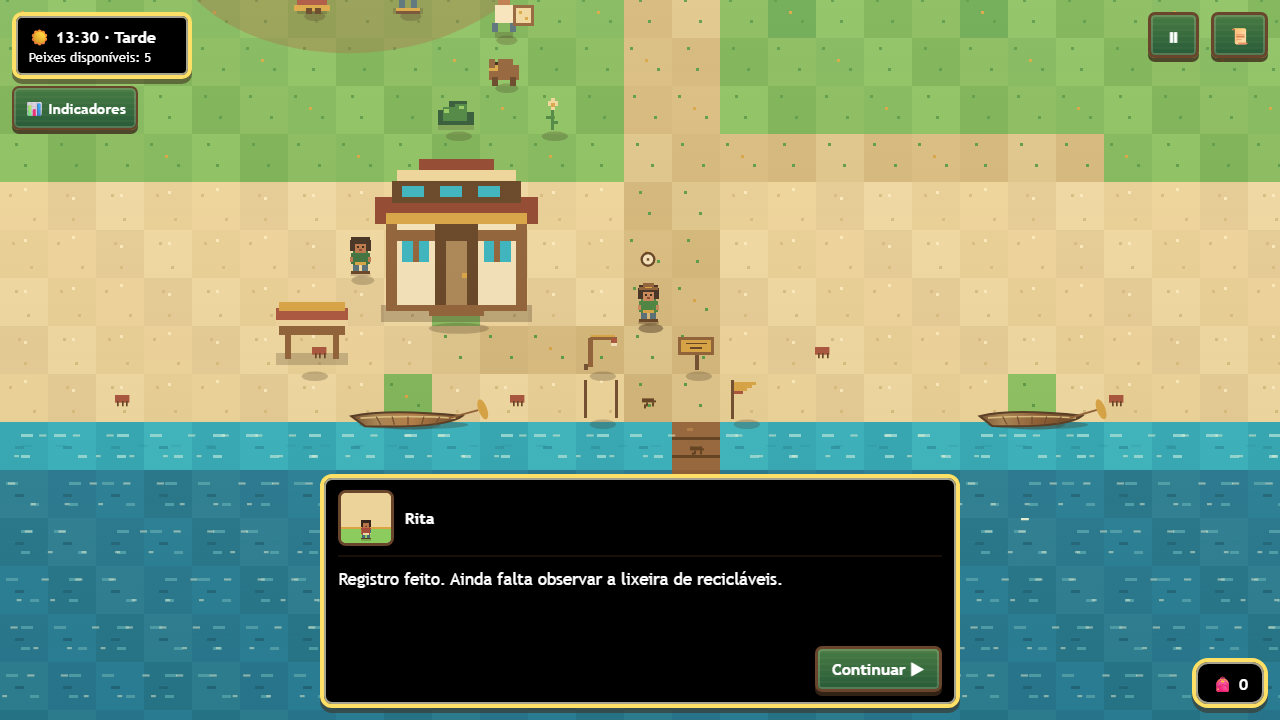 13:30 · Tarde
Peixes disponíveis: 5
Indicadores
Rita
Registro feito. Ainda falta observar a lixeira de recicláveis.
Continuar ▶
0